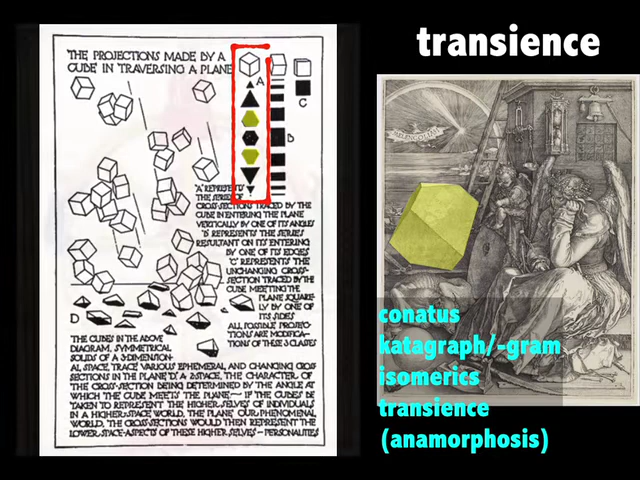 transience
THE PROJECTIONS MADE BY A
CUBE IN TRAVERSING A PLANE
A
C
B
"A" REPRESENTS
THE SERIES OF
CROSS-SECTIONS TRACED BY THE
CUBE IN ENTERING THE PLANE
VERTICALLY BY ONE OF ITS ANGLES
"B" REPRESENTS THE SERIES
RESULTANT ON ITS ENTERING
BY ONE OF ITS EDGES
"C" REPRESENTS THE
UNCHANGING CROSS-
SECTION TRACED BY THE
CUBE MEETING THE
PLANE SQUARE-
LY BY ONE OF
ITS SIDES
ALL POSSIBLE PROJEC-
TIONS ARE MODIFICA-
TIONS OF THESE 3 CLASSES
D
THE CUBES IN THE ABOVE
DIAGRAM, SYMMETRICAL
SOLIDS OF A 3-DIMENSION-
AL SPACE, TRACE VARIOUS EPHEMERAL AND CHANGING CROSS
SECTIONS IN THE PLANE, IS A 2-SPACE, THE CHARACTER OF
THE CROSS-SECTION BEING DETERMINED BY THE ANGLE AT
WHICH THE CUBE MEETS THE PLANE — IF THE CUBES BE
TAKEN TO REPRESENT THE HIGHER SELVES OF INDIVIDUALS
IN A HIGHER-SPACE WORLD, THE PLANE OUR PHENOMENAL
WORLD, THE CROSS-SECTIONS WOULD THEN REPRESENT THE
LOWER-SPACE ASPECTS OF THESE HIGHER SELVES — PERSONALITIES
MELENCOLIA I
conatus
katagraph/-gram
isomerics
transience
(anamorphosis)